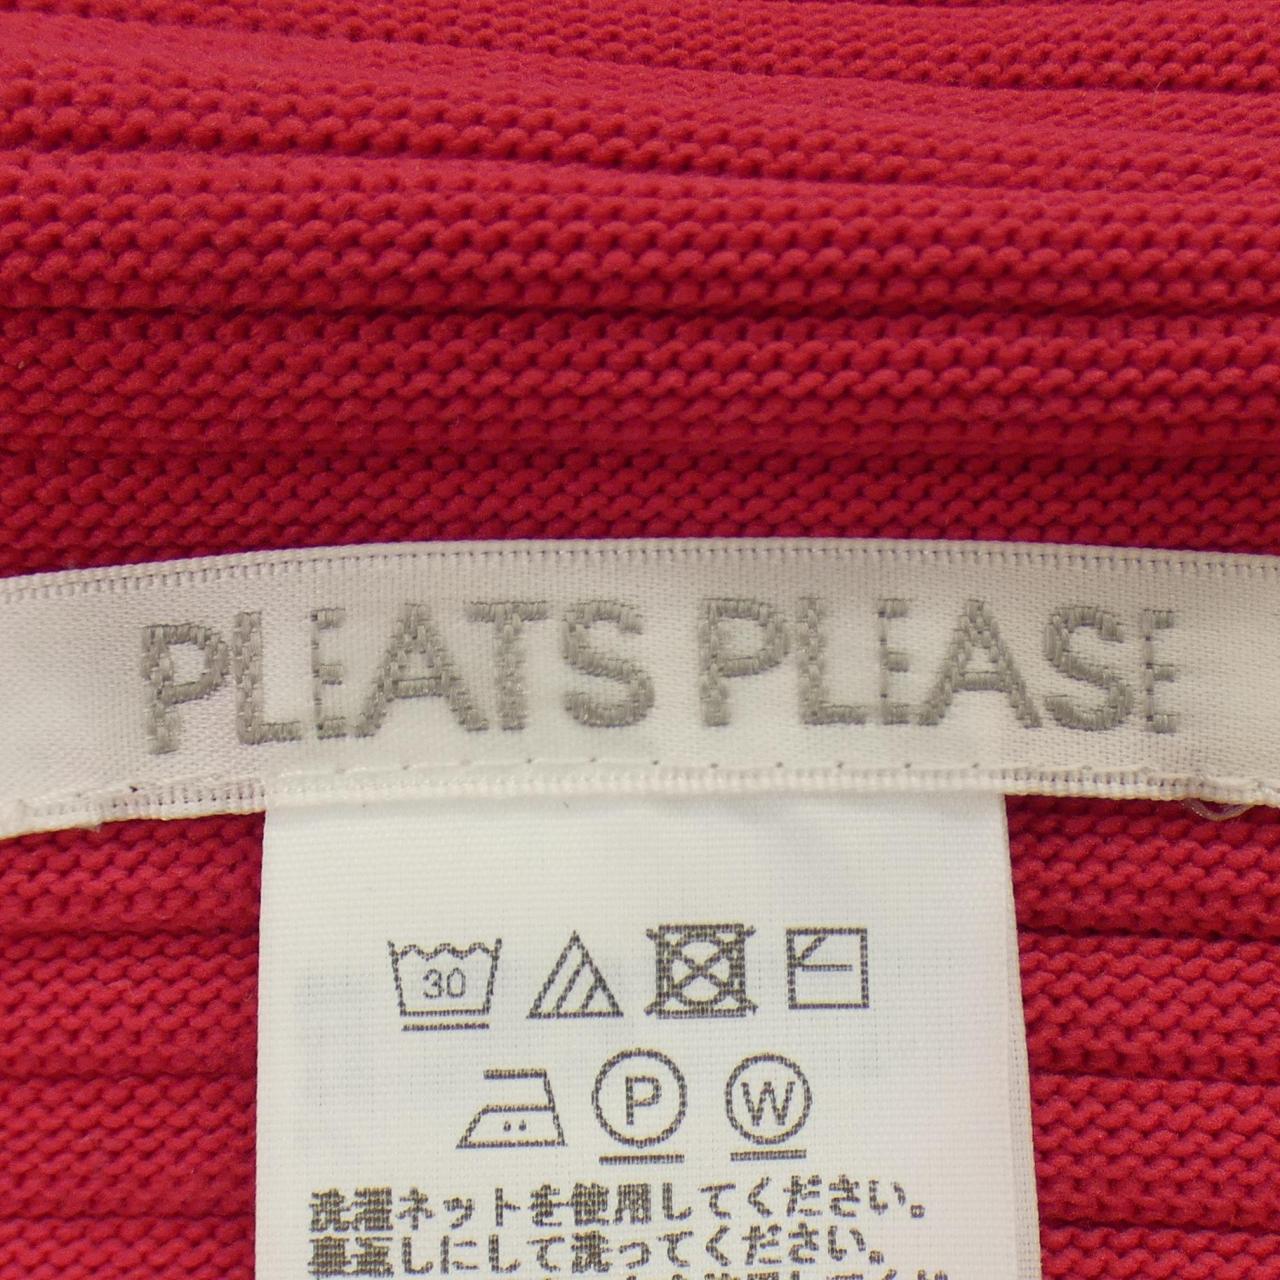 PLEATS PLEASE
30
P W
洗濯ネットを使用してください。
裏返しにして洗ってください。